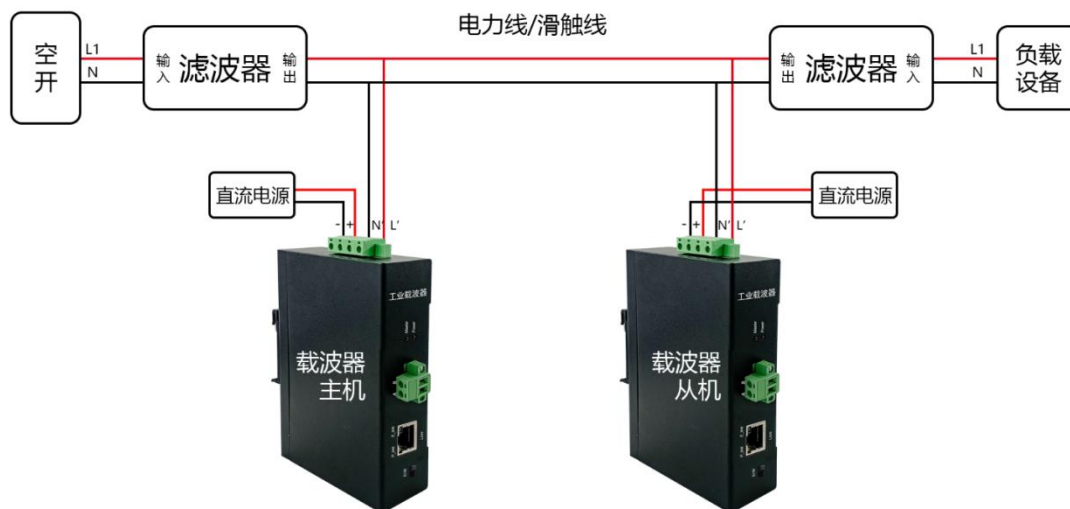 电力线/滑触线
空
开
L1
N
输
入
滤波器
输
出
输
出
滤波器
输
入
L1
N
负载
设备
直流电源
- + N' L'
直流电源
- + N' L'
工业载波器
载波器
主机
工业载波器
载波器
从机